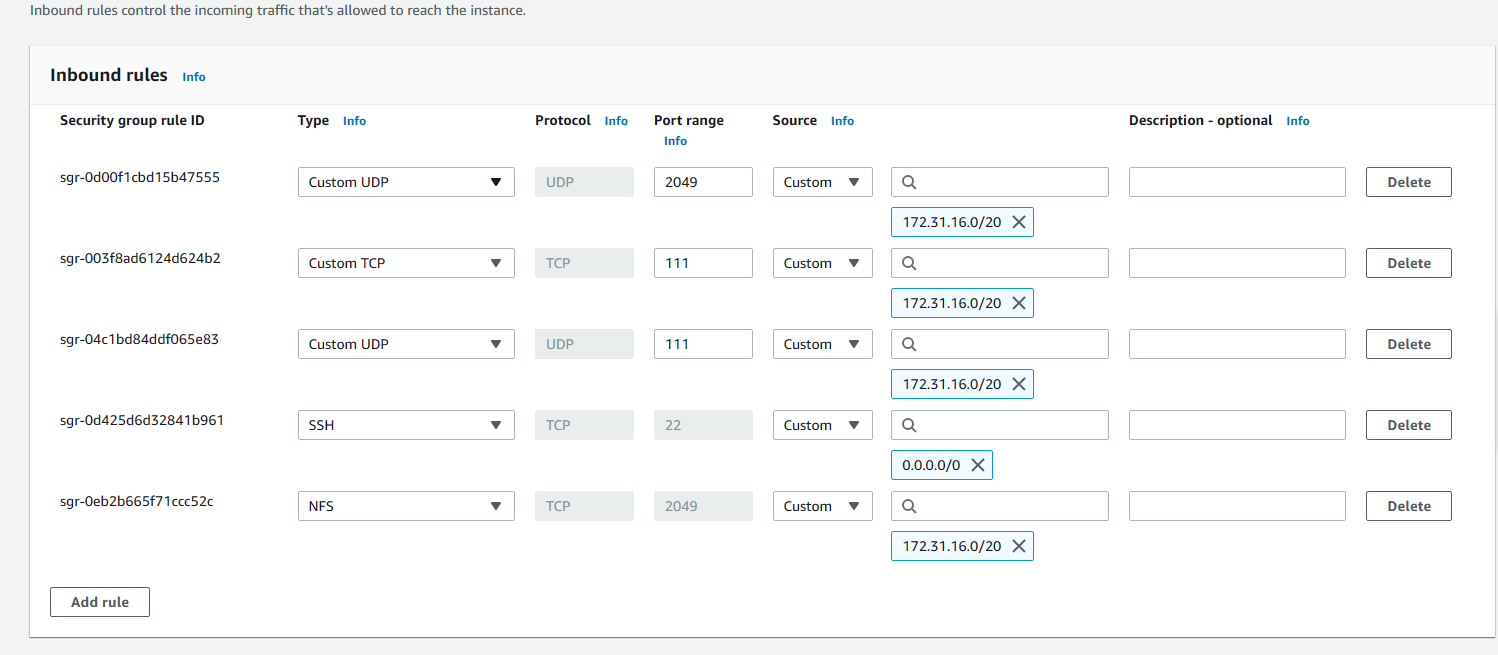 Inbound rules control the incoming traffic that's allowed to reach the instance.
Inbound rules Info
Security group rule ID Type Info Protocol Info Port range Info Source Info Description - optional Info
sgr-0d00f1cbd15b47555 Custom UDP UDP 2049 Custom Delete
172.31.16.0/20
sgr-003f8ad6124d624b2 Custom TCP TCP 111 Custom Delete
172.31.16.0/20
sgr-04c1bd84ddf065e83 Custom UDP UDP 111 Custom Delete
172.31.16.0/20
sgr-0d425d6d32841b961 SSH TCP 22 Custom Delete
0.0.0.0/0
sgr-0eb2b665f71ccc52c NFS TCP 2049 Custom Delete
172.31.16.0/20
Add rule